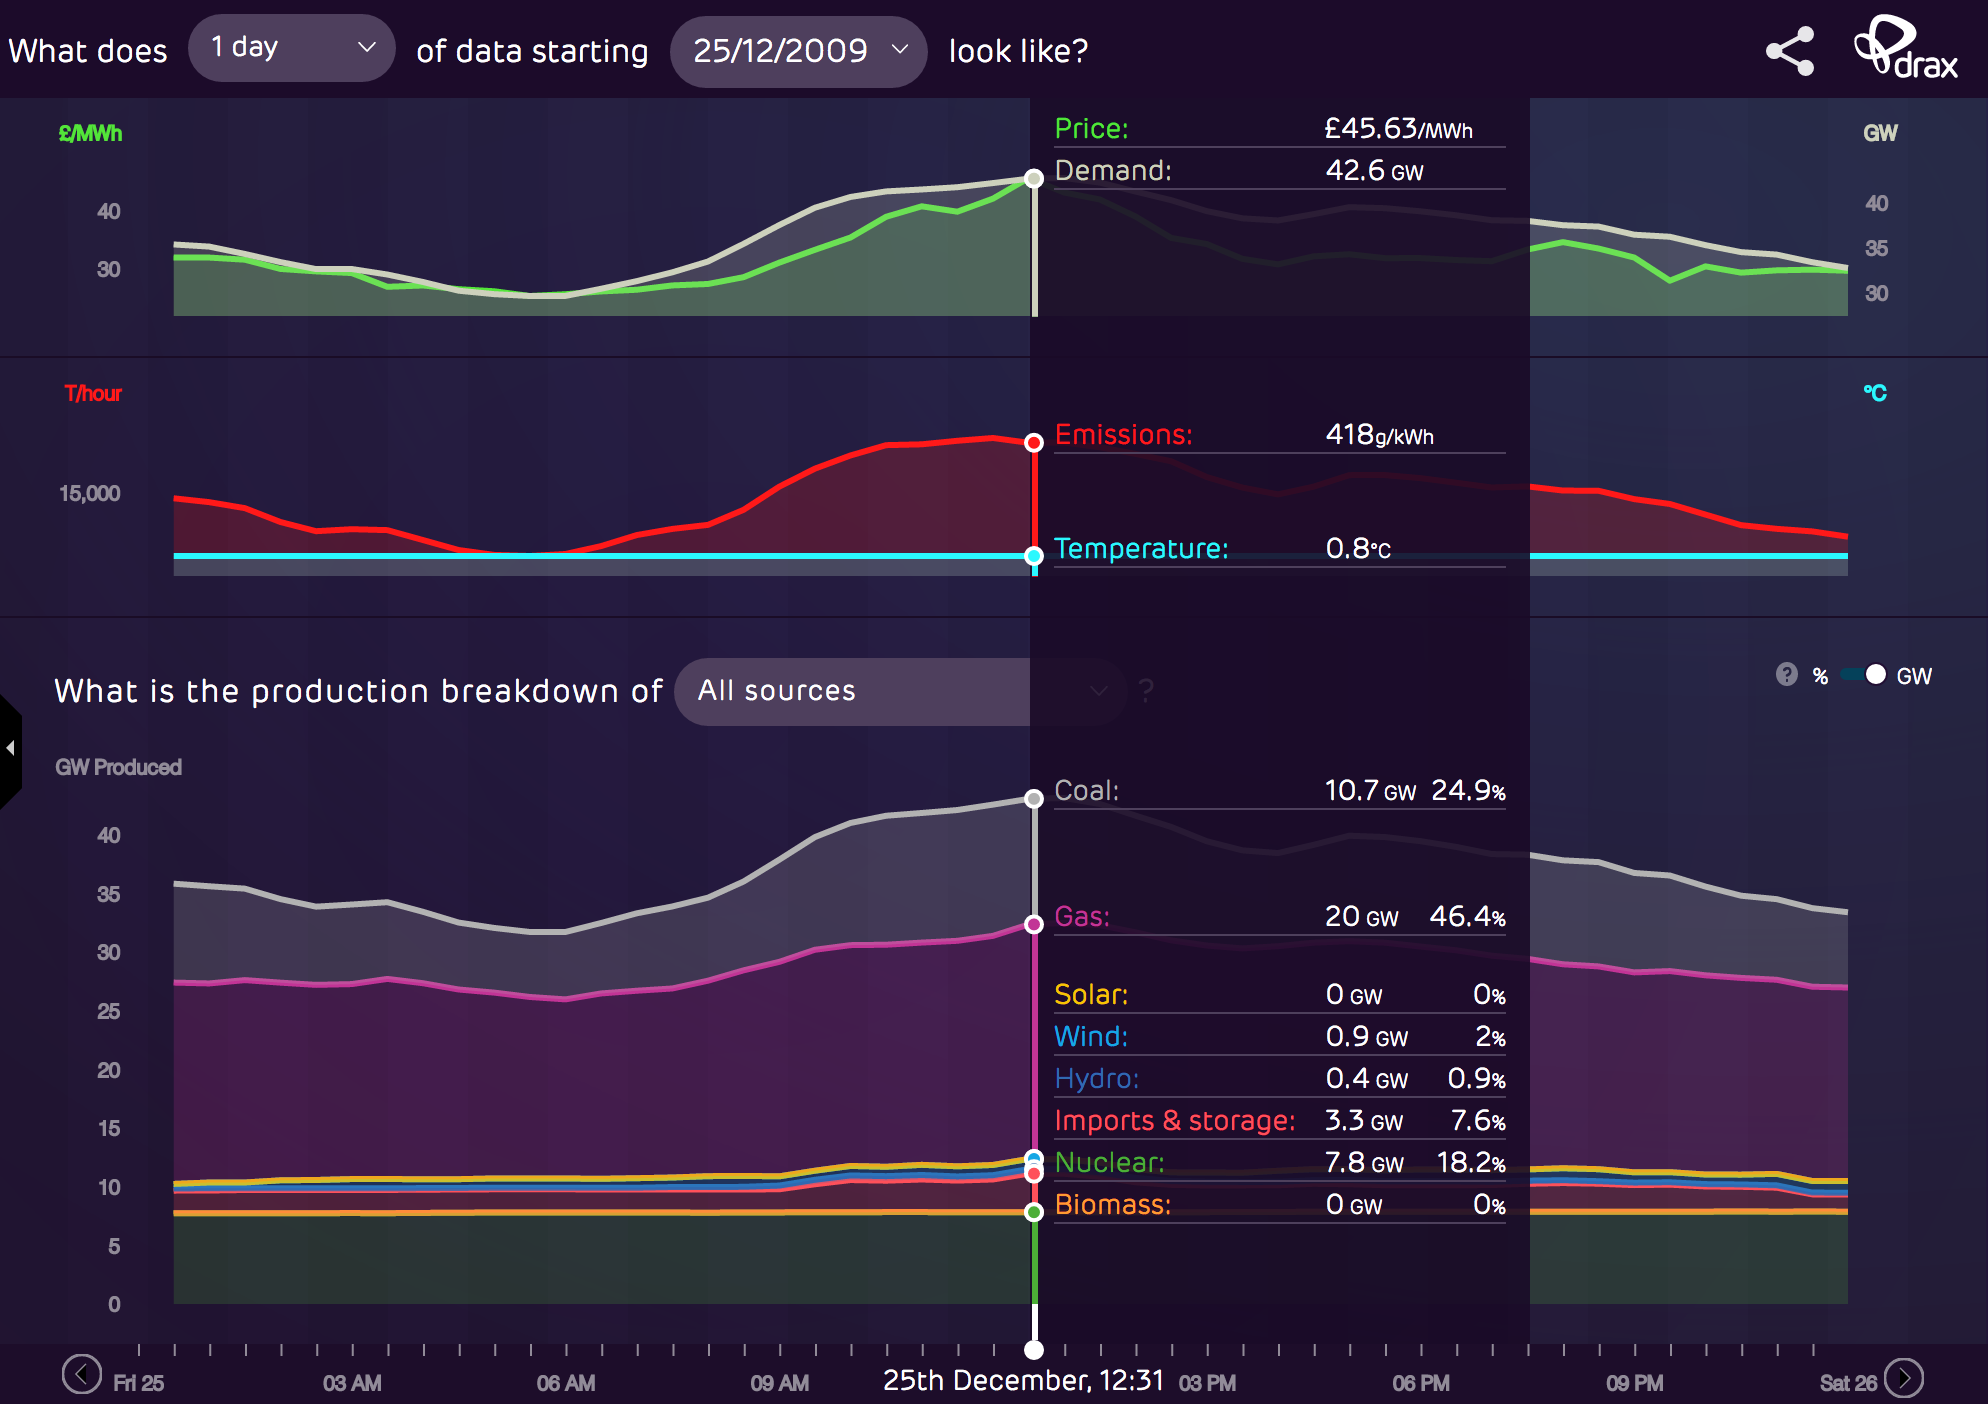 What does 1 day of data starting 25/12/2009 look like?
drax
£/MWh
Price: £45.63/MWh
GW
Demand: 42.6 GW
40
40
35
30
30
T/hour
°C
Emissions: 418g/kWh
15,000
Temperature: 0.8°C
What is the production breakdown of All sources ?
? % GW
GW Produced
Coal: 10.7 GW 24.9%
40
35
Gas: 20 GW 46.4%
30
Solar: 0 GW 0%
25
Wind: 0.9 GW 2%
20
Hydro: 0.4 GW 0.9%
15
Imports & storage: 3.3 GW 7.6%
Nuclear: 7.8 GW 18.2%
10
Biomass: 0 GW 0%
5
0
Fri 25 03 AM 06 AM 09 AM 25th December, 12:31 03 PM 06 PM 09 PM Sat 26